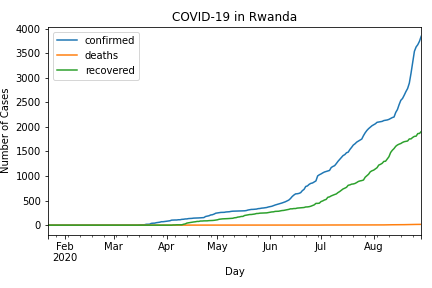 COVID-19 in Rwanda
confirmed
deaths
recovered
Number of Cases
4000
3500
3000
2500
2000
1500
1000
500
0
Feb
2020
Mar
Apr
May
Jun
Jul
Aug
Day